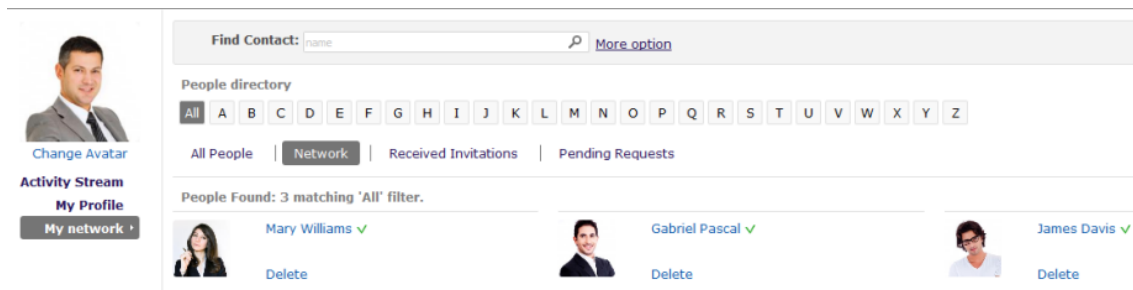 Find Contact: name More option
People directory
All A B C D E F G H I J K L M N O P Q R S T U V W X Y Z
Change Avatar
All People | Network | Received Invitations | Pending Requests
Activity Stream
My Profile
My network
People Found: 3 matching 'All' filter.
Mary Williams
Delete
Gabriel Pascal
Delete
James Davis
Delete